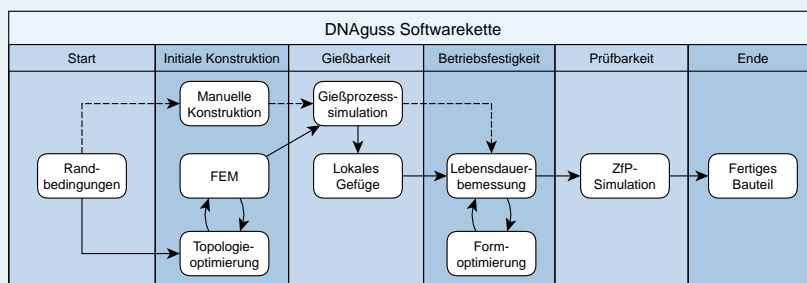 DNAguss Softwarekette
Start
Initiale Konstruktion
Gießbarkeit
Betriebsfestigkeit
Prüfbarkeit
Ende
Manuelle
Konstruktion
Gießprozess-
simulation
Rand-
bedingungen
FEM
Lokales
Gefüge
Lebensdauer-
bemessung
ZfP-
Simulation
Fertiges
Bauteil
Topologie-
optimierung
Form-
optimierung